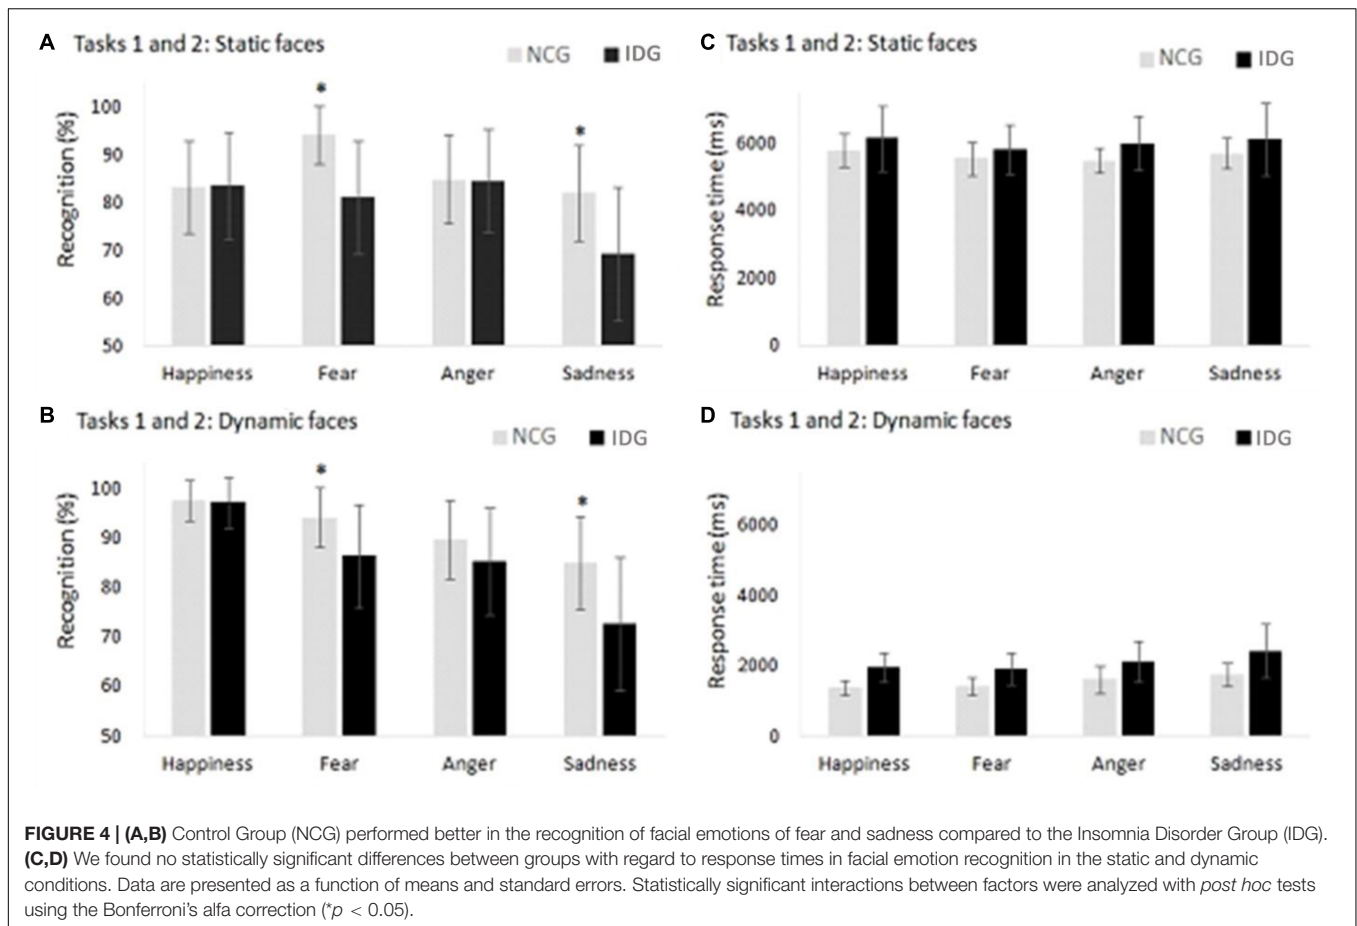 A Tasks 1 and 2: Static faces
NCG IDG
Recognition (%)
100
90
80
70
60
50
*
*
Happiness Fear Anger Sadness
C Tasks 1 and 2: Static faces
NCG IDG
Response time (ms)
6000
4000
2000
0
Happiness Fear Anger Sadness
B Tasks 1 and 2: Dynamic faces
NCG IDG
Recognition (%)
100
90
80
70
60
50
*
*
Happiness Fear Anger Sadness
D Tasks 1 and 2: Dynamic faces
NCG IDG
Response time (ms)
6000
4000
2000
0
Happiness Fear Anger Sadness
FIGURE 4 | (A,B) Control Group (NCG) performed better in the recognition of facial emotions of fear and sadness compared to the Insomnia Disorder Group (IDG).
(C,D) We found no statistically significant differences between groups with regard to response times in facial emotion recognition in the static and dynamic
conditions. Data are presented as a function of means and standard errors. Statistically significant interactions between factors were analyzed with post hoc tests
using the Bonferroni's alfa correction (*p < 0.05).